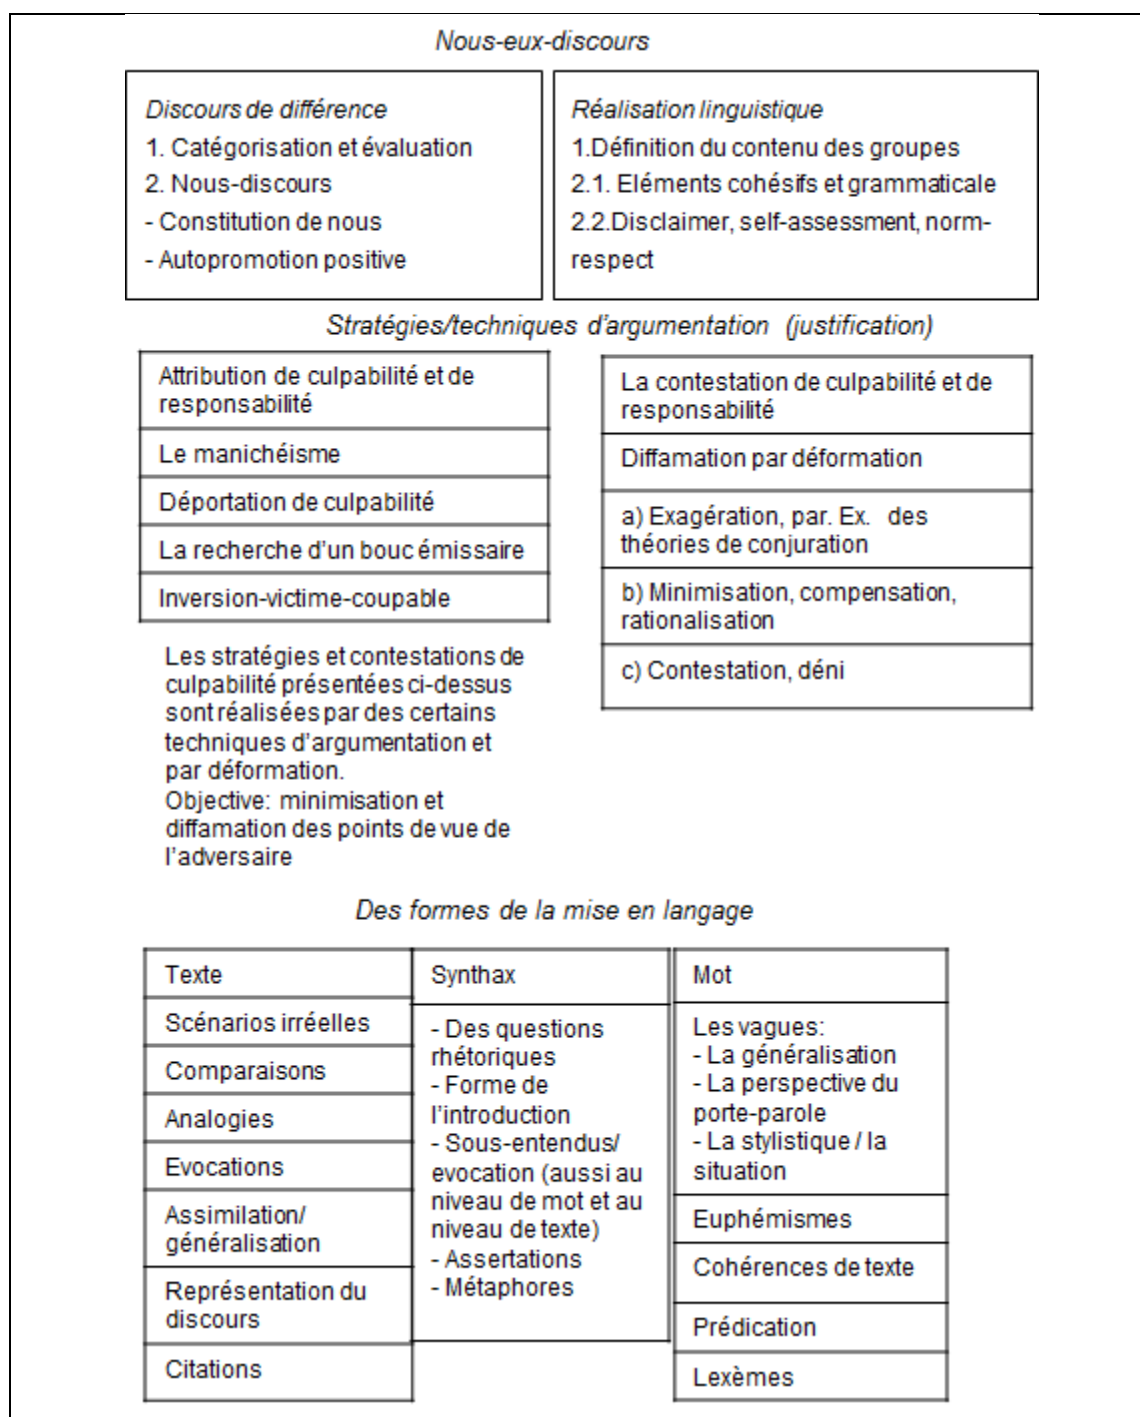 Nous-eux-discours
Discours de différence
1. Catégorisation et évaluation
2. Nous-discours
- Constitution de nous
- Autopromotion positive
Réalisation linguistique
1.Définition du contenu des groupes
2.1. Eléments cohésifs et grammaticale
2.2.Disclaimer, self-assessment, norm-
respect
Stratégies/techniques d'argumentation (justification)
Attribution de culpabilité et de
responsabilité
Le manichéisme
Déportation de culpabilité
La recherche d'un bouc émissaire
Inversion-victime-coupable
La contestation de culpabilité et de
responsabilité
Diffamation par déformation
a) Exagération, par. Ex. des
théories de conjuration
b) Minimisation, compensation,
rationalisation
c) Contestation, déni
Les stratégies et contestations de
culpabilité présentées ci-dessus
sont réalisées par des certains
techniques d'argumentation et
par déformation.
Objective: minimisation et
diffamation des points de vue de
l'adversaire
Des formes de la mise en langage
Texte
Scénarios irréelles
Comparaisons
Analogies
Evocations
Assimilation/
généralisation
Représentation du
discours
Citations
Synthax
- Des questions
rhétoriques
- Forme de
l'introduction
- Sous-entendus/
evocation (aussi au
niveau de mot et au
niveau de texte)
- Assertations
- Métaphores
Mot
Les vagues:
- La généralisation
- La perspective du
porte-parole
- La stylistique / la
situation
Euphémismes
Cohérences de texte
Prédication
Lexèmes